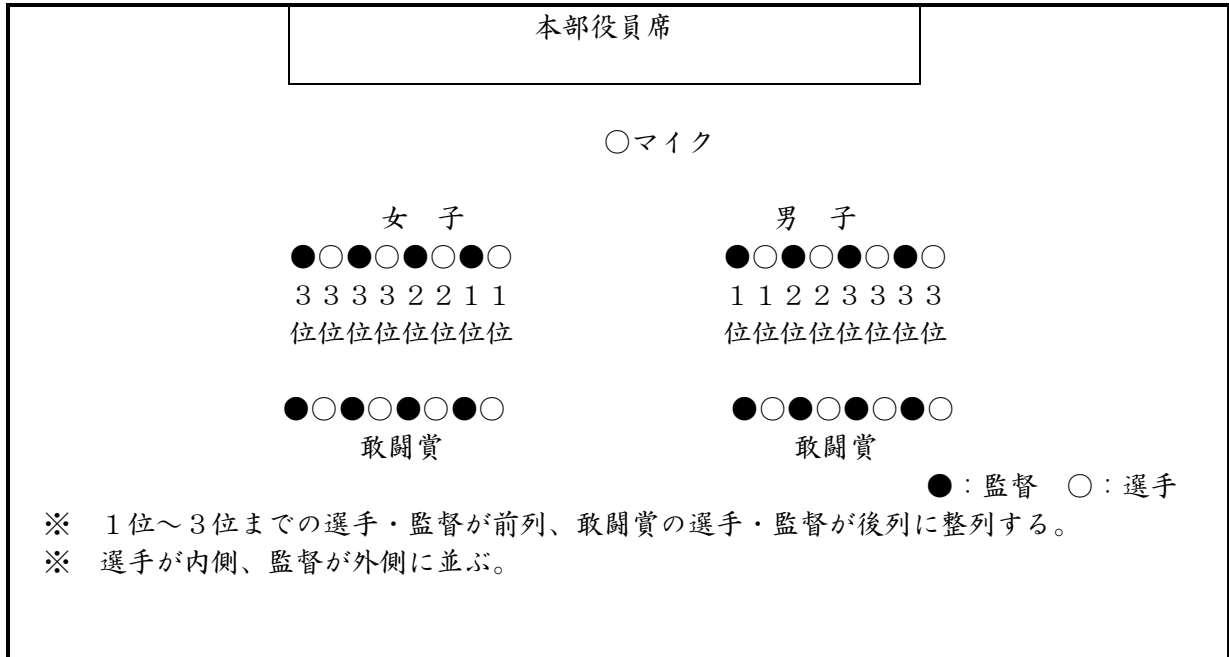 本部役員席
○マイク
女　子　男　子
●○●○●○●○　●○●○●○●○
３３３３２２１１　１１２２３３３３
位位位位位位位位　位位位位位位位位
●○●○●○●○　●○●○●○●○
敢闘賞　敢闘賞
●：監督　○：選手
※　１位～３位までの選手・監督が前列、敢闘賞の選手・監督が後列に整列する。
※　選手が内側、監督が外側に並ぶ。